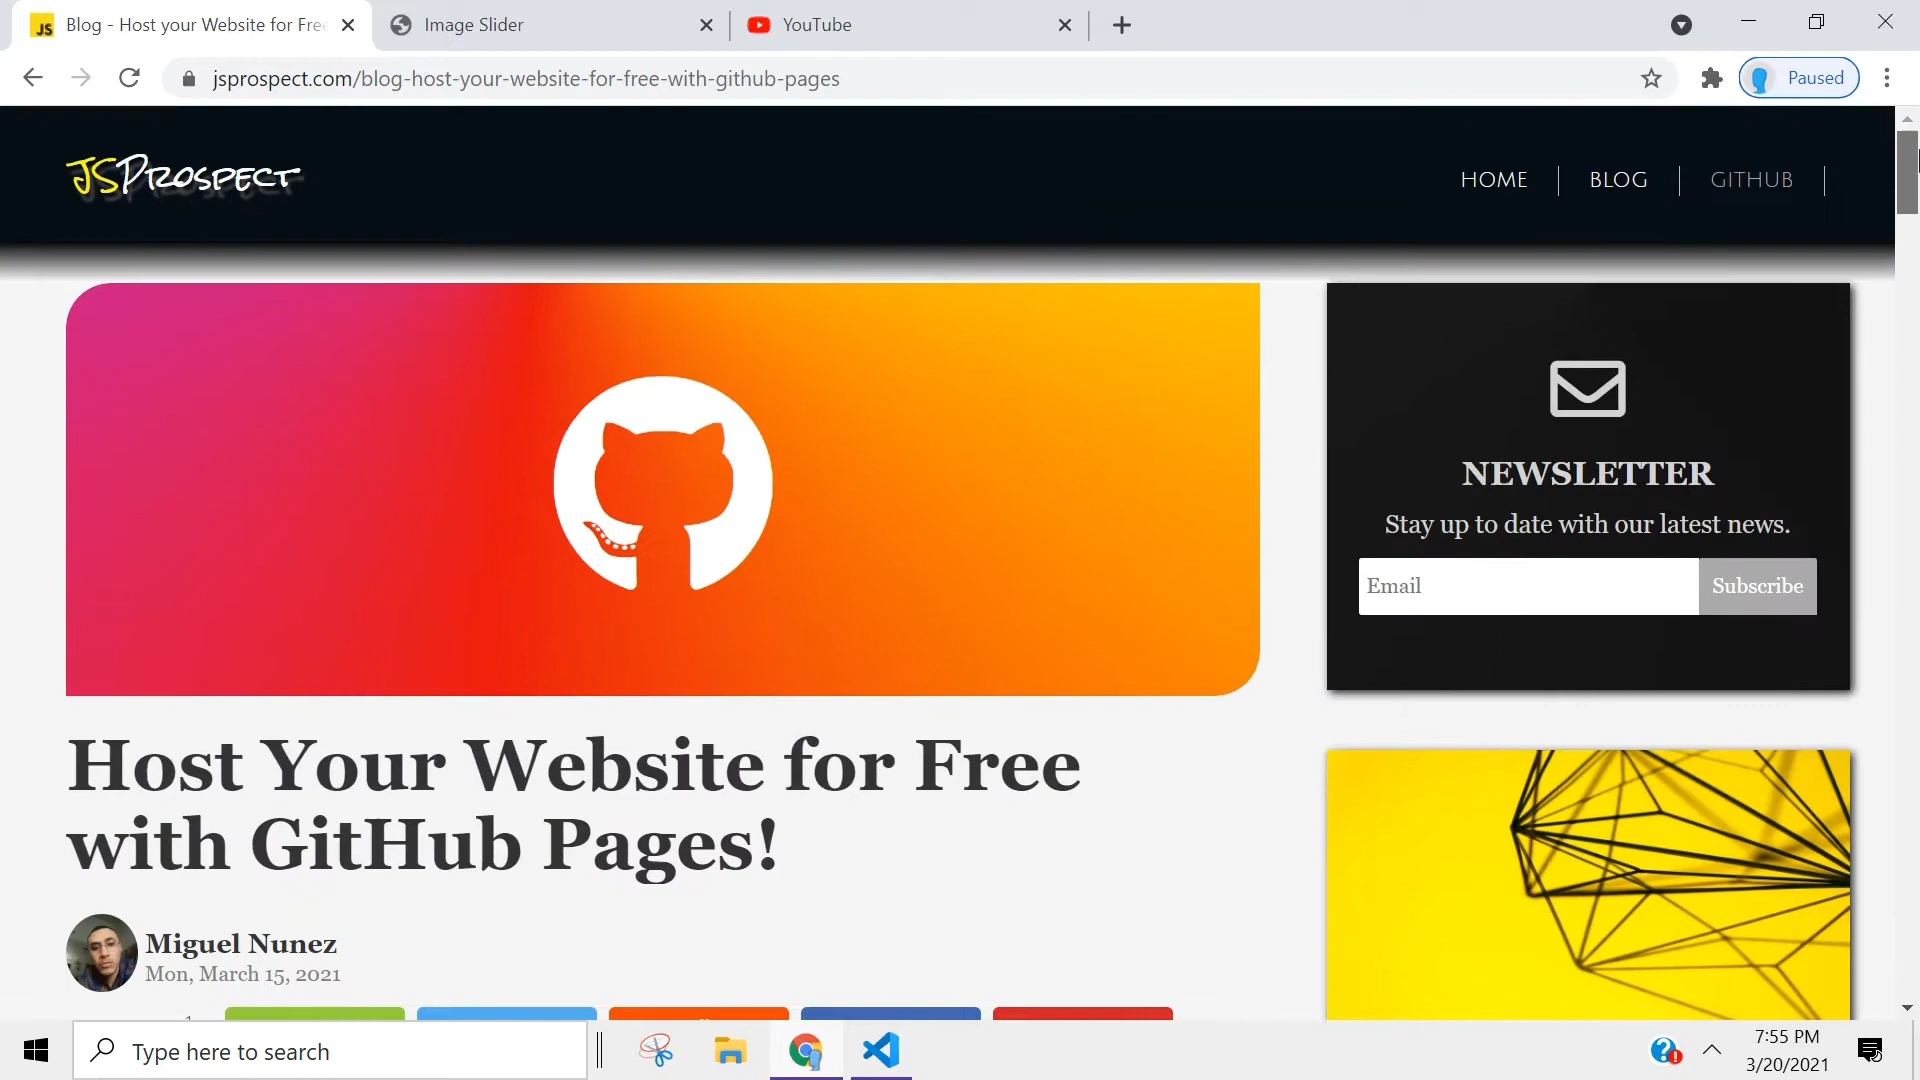 JS Blog - Host your Website for Free
Image Slider
YouTube
jsprospect.com/blog-host-your-website-for-free-with-github-pages
Paused
JSProspect
HOME
BLOG
GITHUB
NEWSLETTER
Stay up to date with our latest news.
Email
Subscribe
Host Your Website for Free
with GitHub Pages!
Miguel Nunez
Mon, March 15, 2021
Type here to search
7:55 PM
3/20/2021